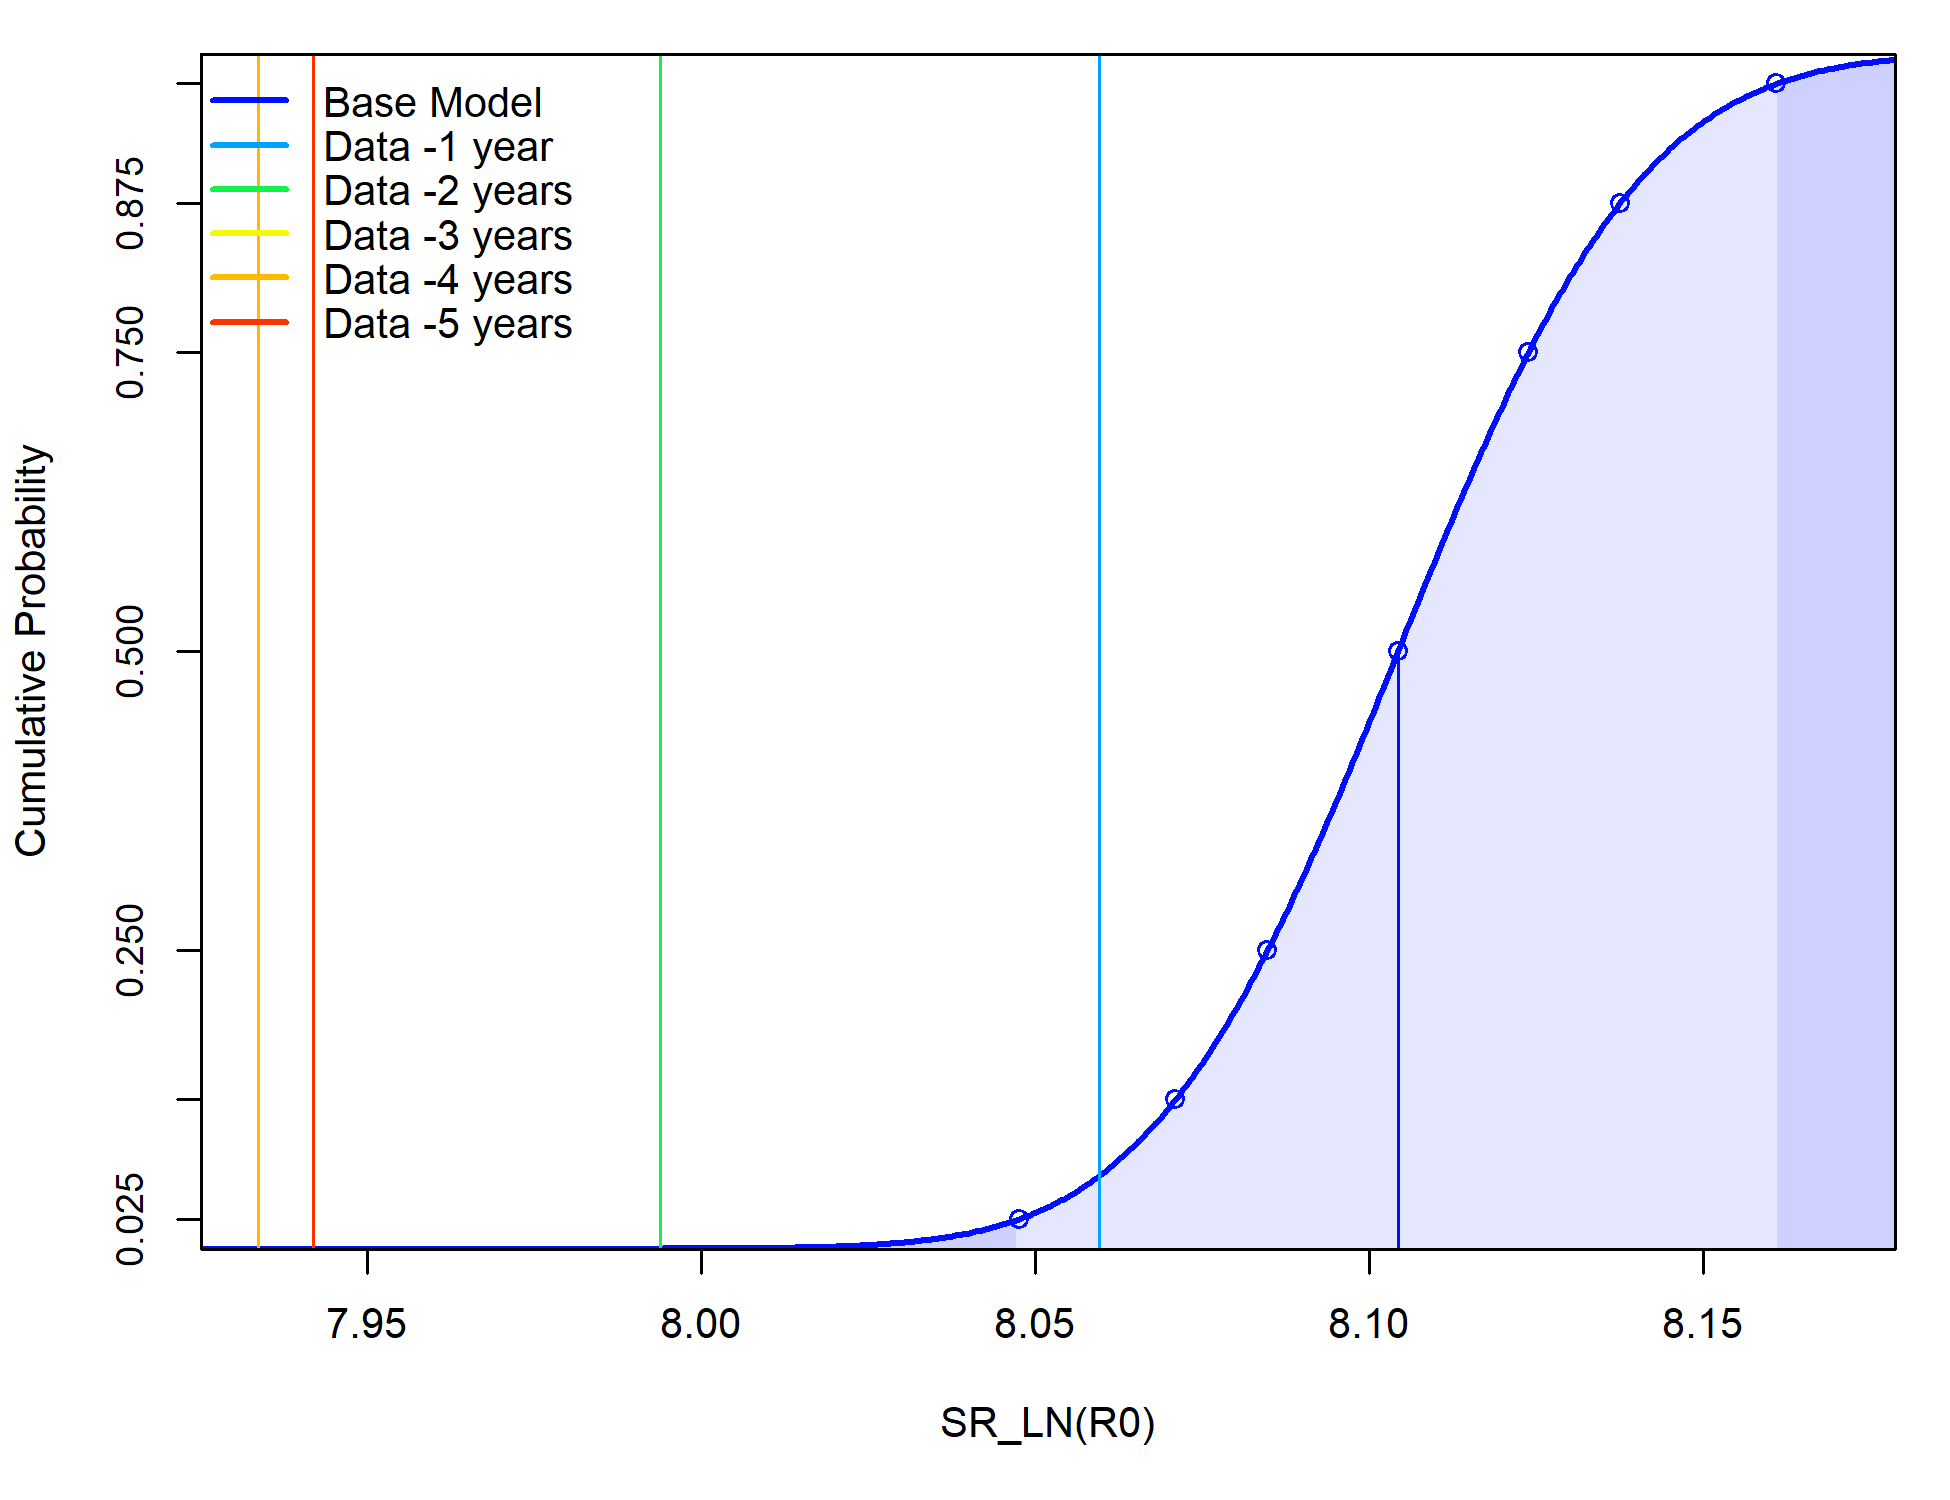 Base Model
Data -1 year
Data -2 years
Data -3 years
Data -4 years
Data -5 years
Cumulative Probability
0.875
0.750
0.500
0.250
0.025
7.95 8.00 8.05 8.10 8.15
SR_LN(R0)